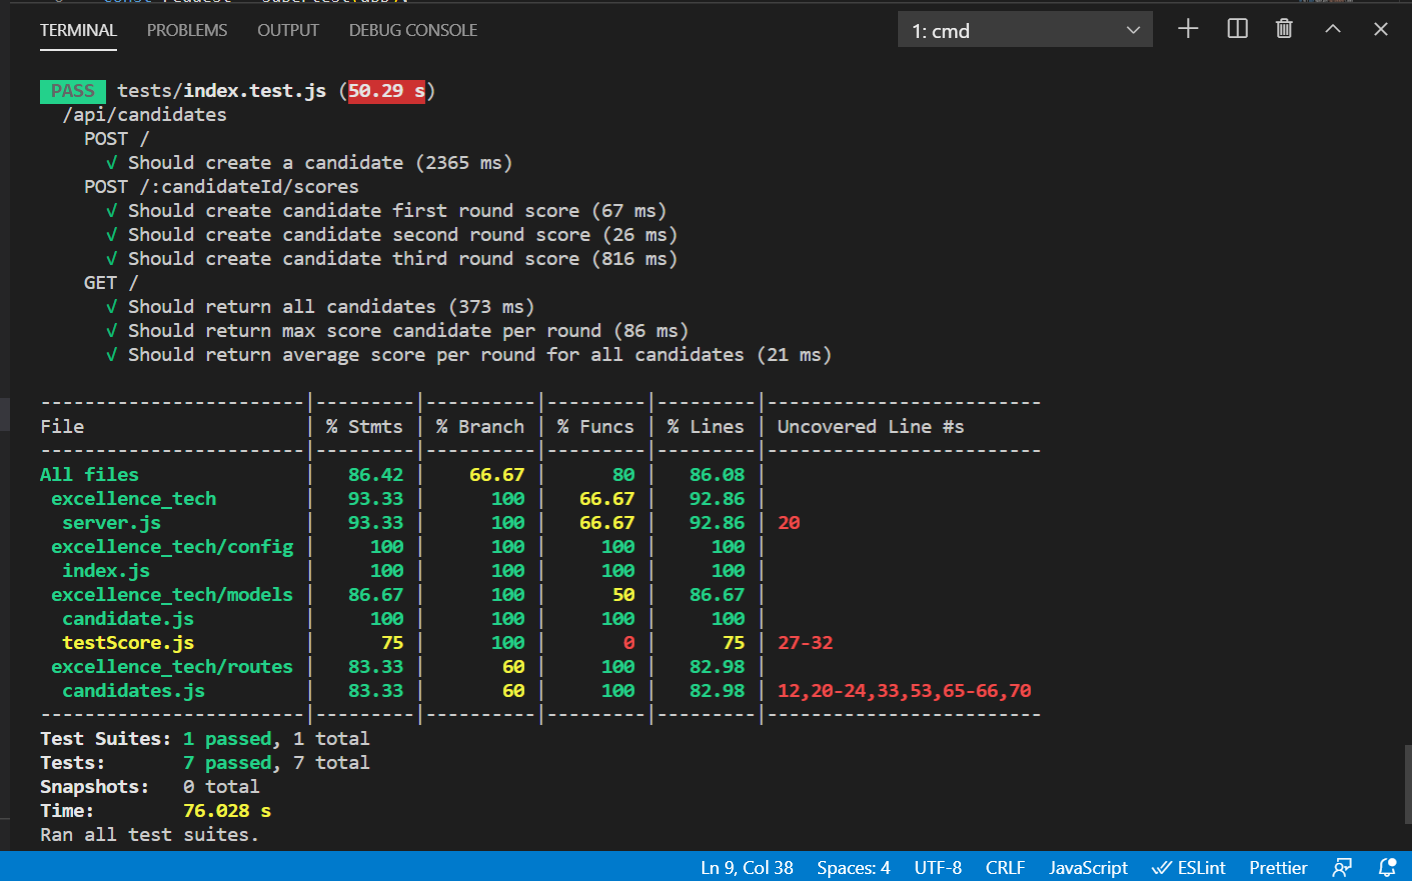 TERMINAL PROBLEMS OUTPUT DEBUG CONSOLE 1: cmd
PASS tests/index.test.js (50.29 s)
/api/candidates
POST /
√ Should create a candidate (2365 ms)
POST /:candidateId/scores
√ Should create candidate first round score (67 ms)
√ Should create candidate second round score (26 ms)
√ Should create candidate third round score (816 ms)
GET /
√ Should return all candidates (373 ms)
√ Should return max score candidate per round (86 ms)
√ Should return average score per round for all candidates (21 ms)
------------------------|---------|----------|---------|---------|-------------------------
File | % Stmts | % Branch | % Funcs | % Lines | Uncovered Line #s
------------------------|---------|----------|---------|---------|-------------------------
All files | 86.42 | 66.67 | 80 | 86.08 |
excellence_tech | 93.33 | 100 | 66.67 | 92.86 |
server.js | 93.33 | 100 | 66.67 | 92.86 | 20
excellence_tech/config | 100 | 100 | 100 | 100 |
index.js | 100 | 100 | 100 | 100 |
excellence_tech/models | 86.67 | 100 | 50 | 86.67 |
candidate.js | 100 | 100 | 100 | 100 |
testScore.js | 75 | 100 | 0 | 75 | 27-32
excellence_tech/routes | 83.33 | 60 | 100 | 82.98 |
candidates.js | 83.33 | 60 | 100 | 82.98 | 12,20-24,33,53,65-66,70
------------------------|---------|----------|---------|---------|-------------------------
Test Suites: 1 passed, 1 total
Tests: 7 passed, 7 total
Snapshots: 0 total
Time: 76.028 s
Ran all test suites.
Ln 9, Col 38 Spaces: 4 UTF-8 CRLF JavaScript ESLint Prettier